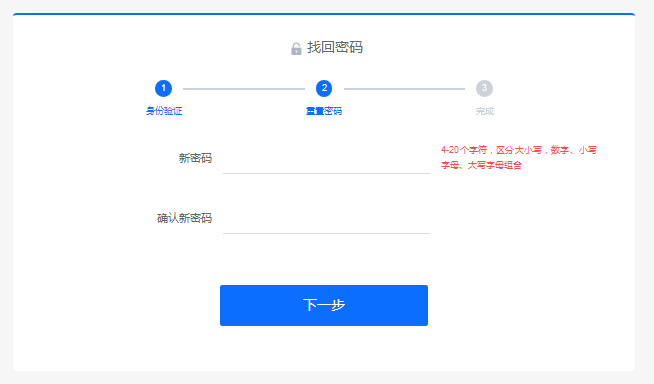 找回密码
1 2 3
身份验证 重置密码 完成
新密码
4-20个字符，区分大小写，数字、小写
字母、大写字母组合
确认新密码
下一步